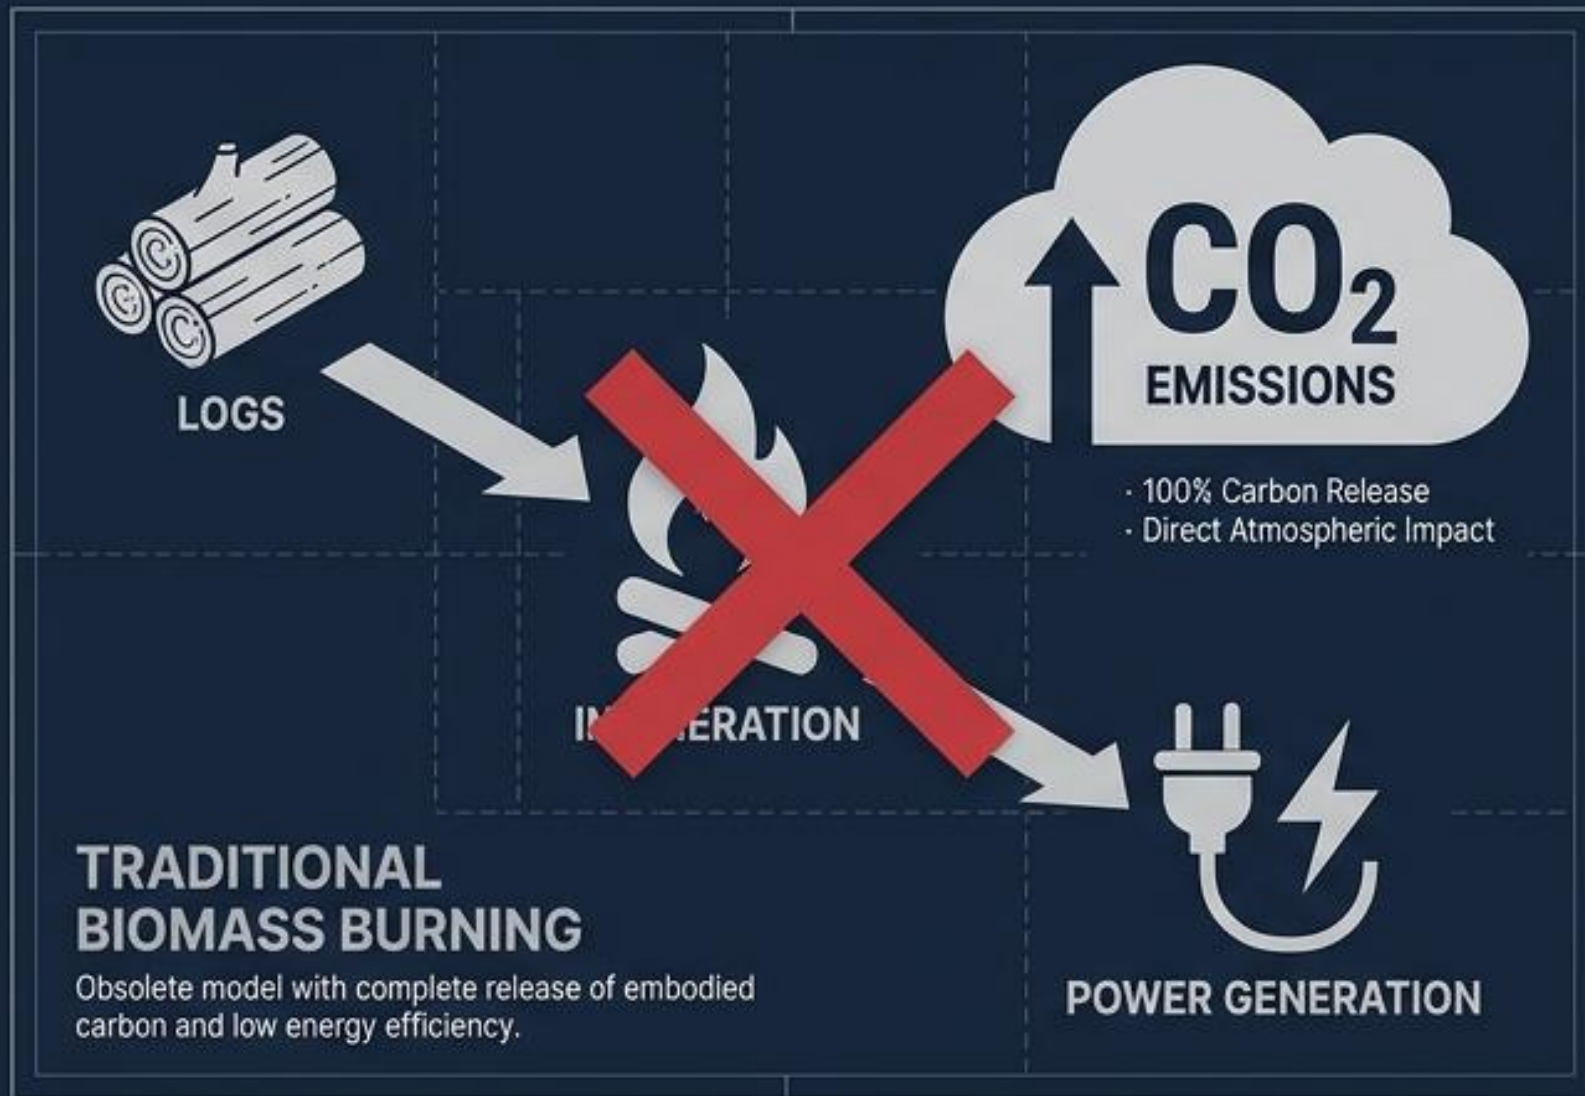 LOGS
CO₂
EMISSIONS
· 100% Carbon Release
· Direct Atmospheric Impact
POWER GENERATION
TRADITIONAL
BIOMASS BURNING
Obsolete model with complete release of embodied
carbon and low energy efficiency.